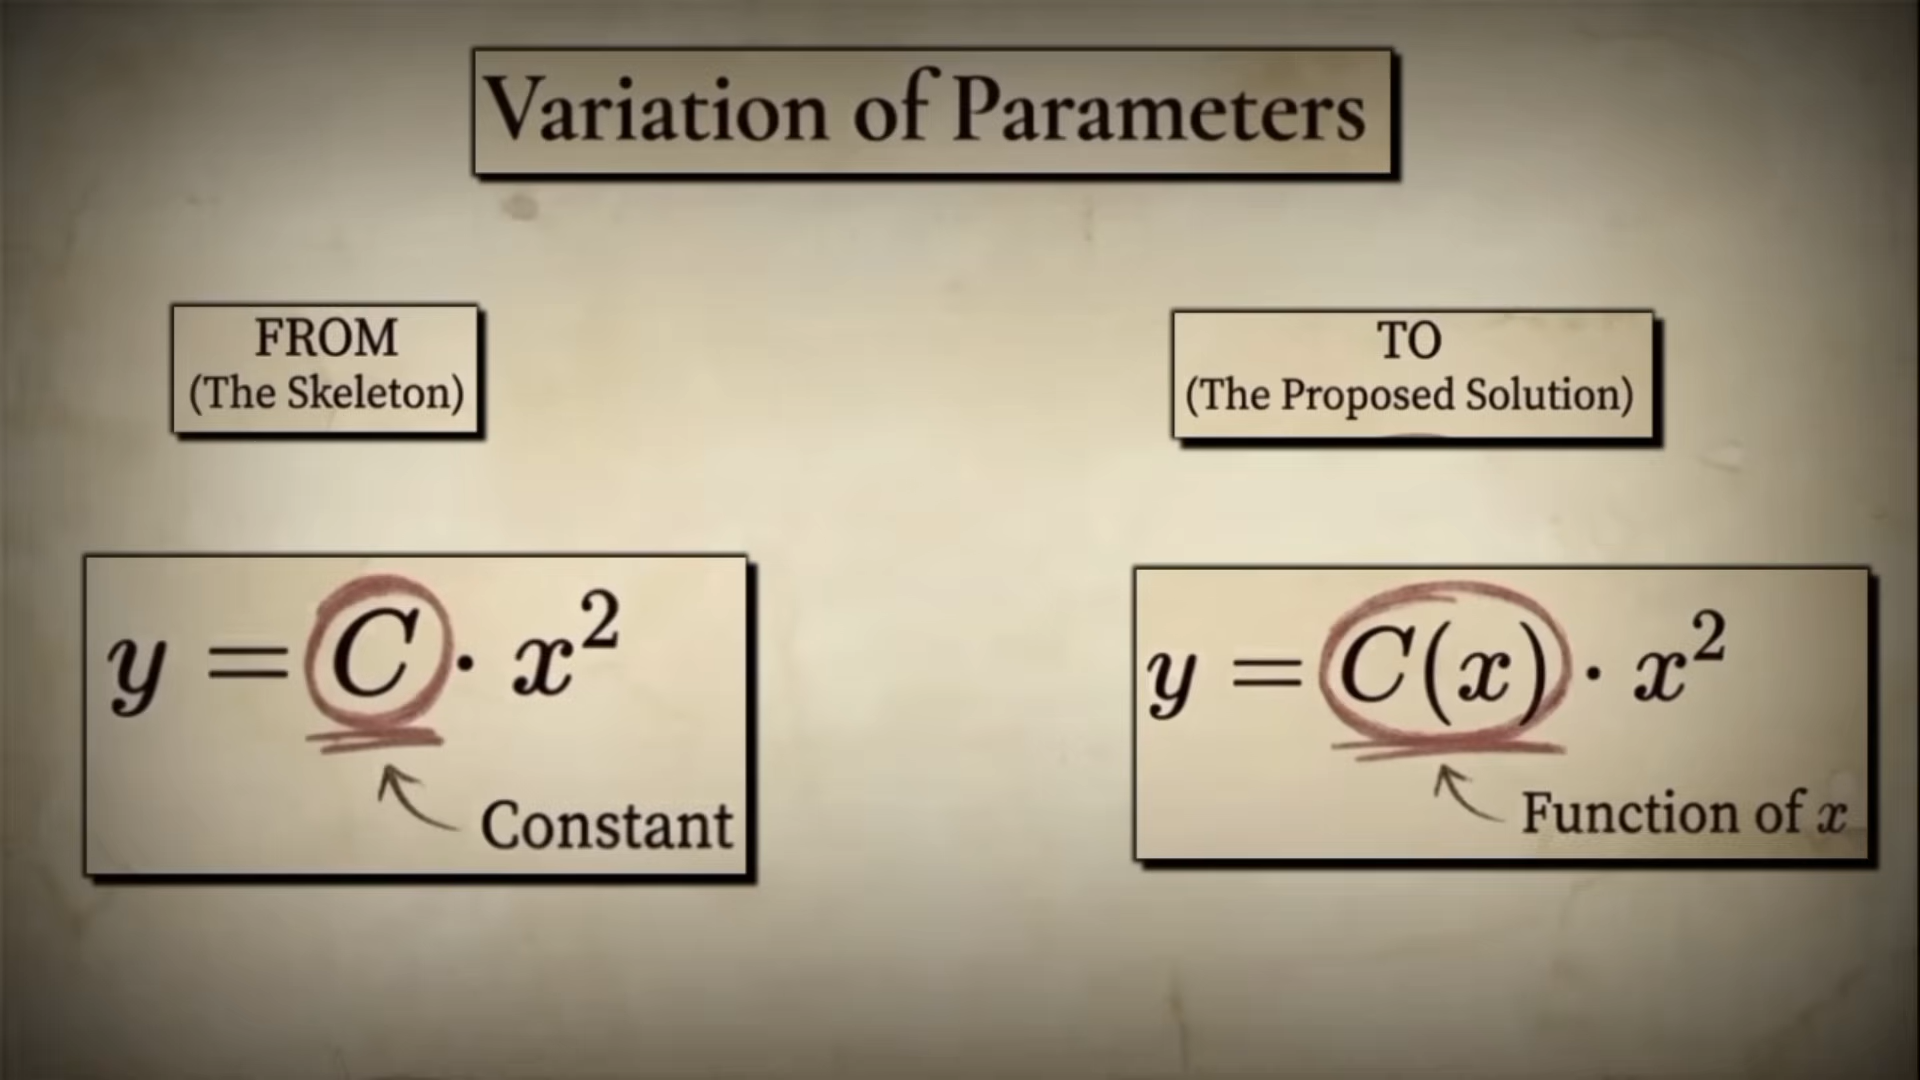 Variation of Parameters
FROM
(The Skeleton)
TO
(The Proposed Solution)
y = C · x²
Constant
y = C(x) · x²
Function of x